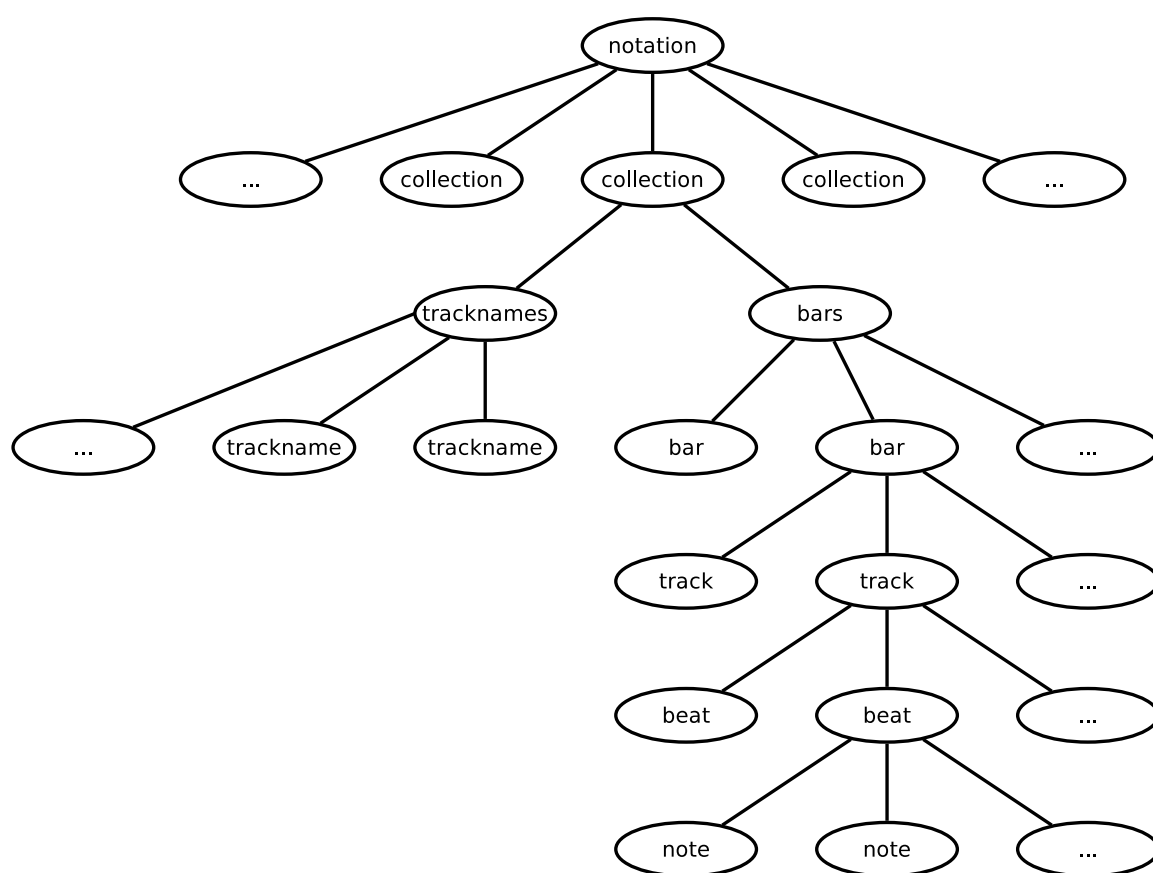 notation
... collection collection collection ...
tracknames bars
... trackname trackname bar bar ...
track track ...
beat beat ...
note note ...